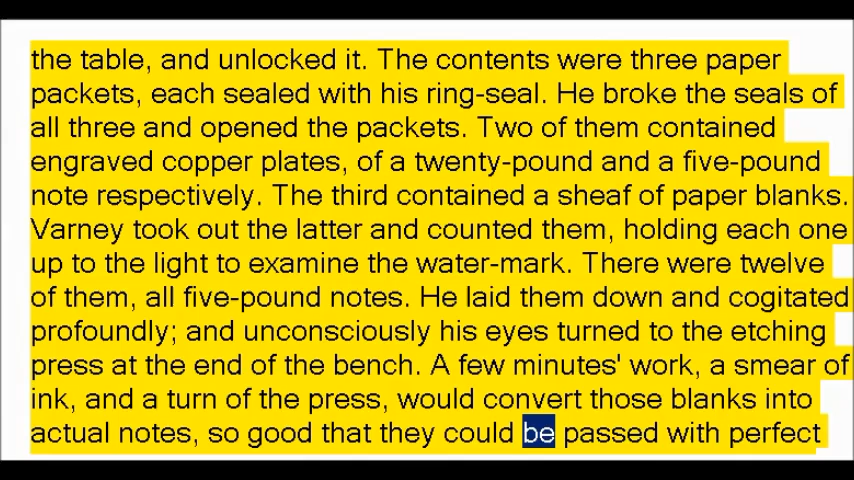 the table, and unlocked it. The contents were three paper
packets, each sealed with his ring-seal. He broke the seals of
all three and opened the packets. Two of them contained
engraved copper plates, of a twenty-pound and a five-pound
note respectively. The third contained a sheaf of paper blanks.
Varney took out the latter and counted them, holding each one
up to the light to examine the water-mark. There were twelve
of them, all five-pound notes. He laid them down and cogitated
profoundly; and unconsciously his eyes turned to the etching
press at the end of the bench. A few minutes' work, a smear of
ink, and a turn of the press, would convert those blanks into
actual notes, so good that they could be passed with perfect